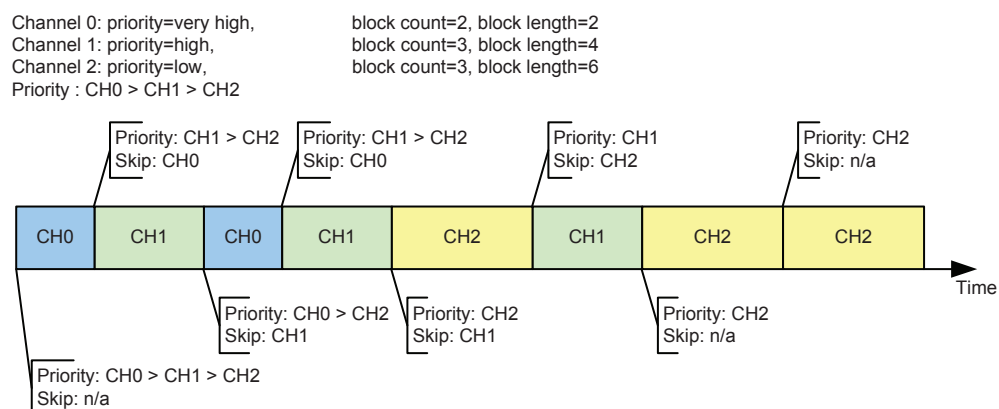 Channel 0: priority=very high, block count=2, block length=2
Channel 1: priority=high, block count=3, block length=4
Channel 2: priority=low, block count=3, block length=6
Priority : CH0 > CH1 > CH2
Priority: CH1 > CH2
Skip: CH0
Priority: CH1 > CH2
Skip: CH0
Priority: CH1
Skip: CH2
Priority: CH2
Skip: n/a
CH0 CH1 CH0 CH1 CH2 CH1 CH2 CH2
Time
Priority: CH0 > CH2
Skip: CH1
Priority: CH2
Skip: CH1
Priority: CH2
Skip: n/a
Priority: CH0 > CH1 > CH2
Skip: n/a